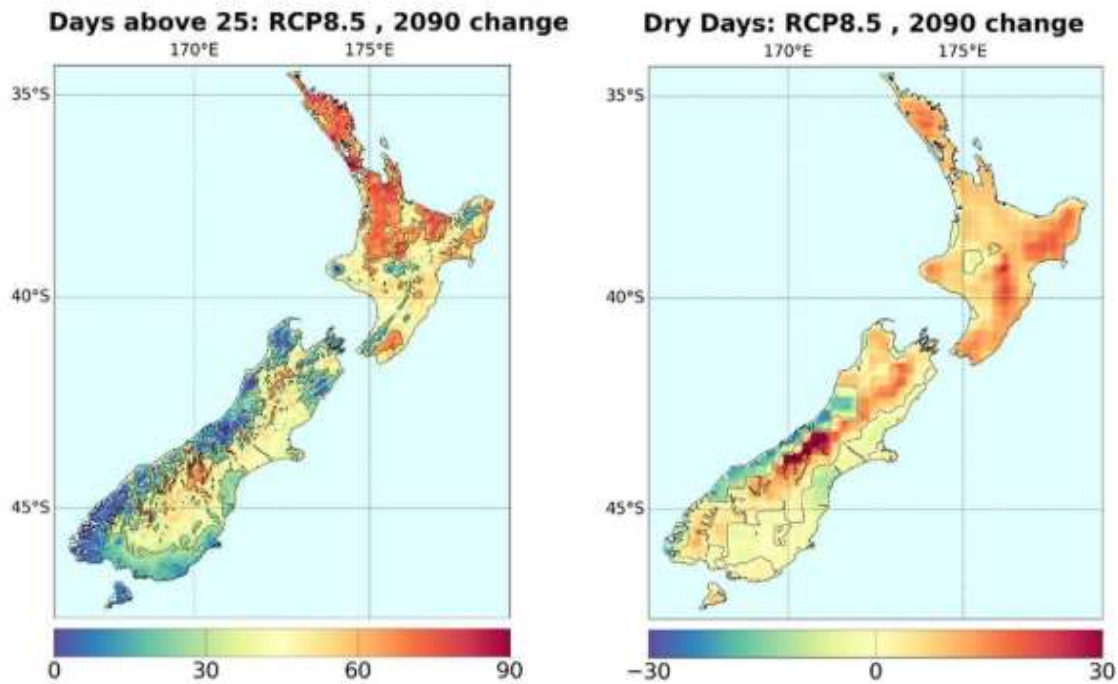 Days above 25: RCP8.5 , 2090 change
170°E 175°E
35°S
40°S
45°S
0 30 60 90
Dry Days: RCP8.5 , 2090 change
170°E 175°E
35°S
40°S
45°S
−30 0 30